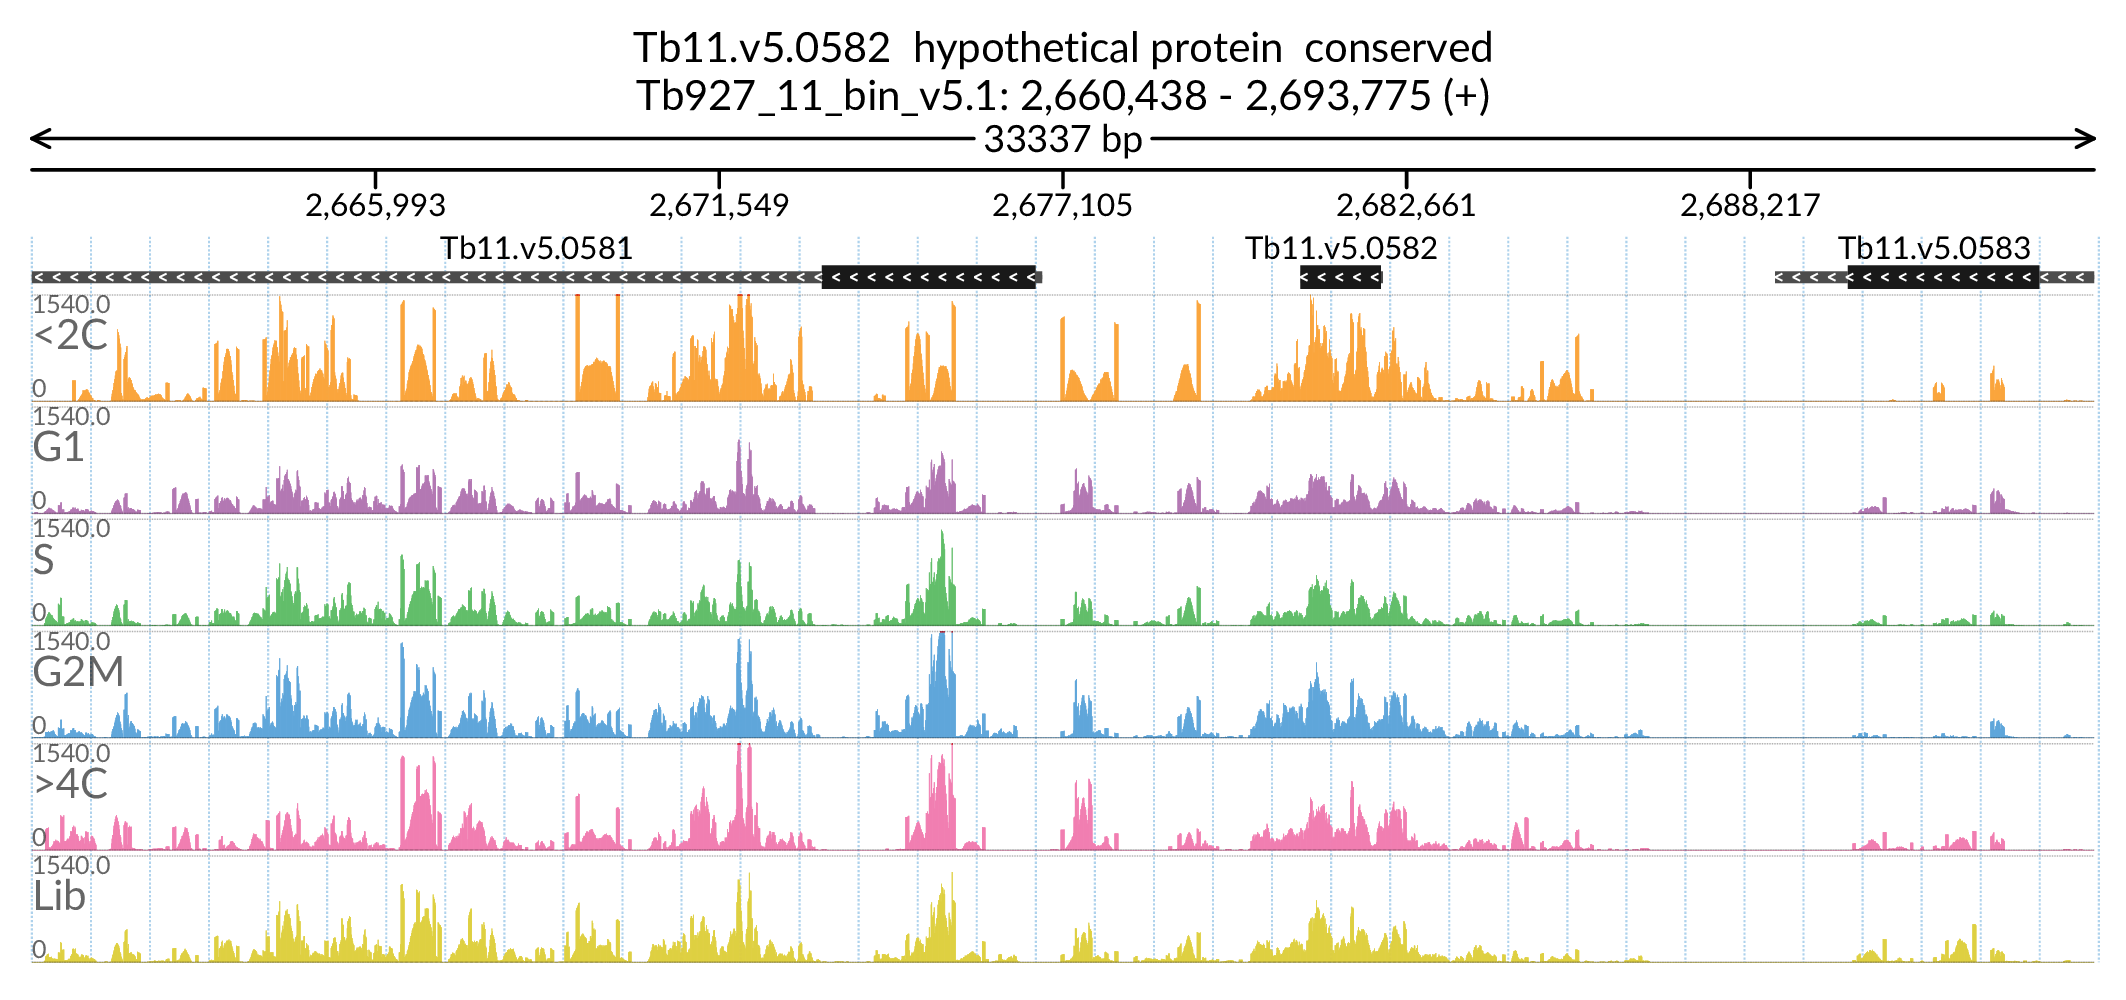 Tb11.v5.0582 hypothetical protein conserved
Tb927_11_bin_v5.1: 2,660,438 - 2,693,775 (+)
33337 bp
2,665,993 2,671,549 2,677,105 2,682,661 2,688,217
Tb11.v5.0581 Tb11.v5.0582 Tb11.v5.0583
1540.0
<2C
0
1540.0
G1
0
1540.0
S
0
1540.0
G2M
0
1540.0
>4C
0
1540.0
Lib
0